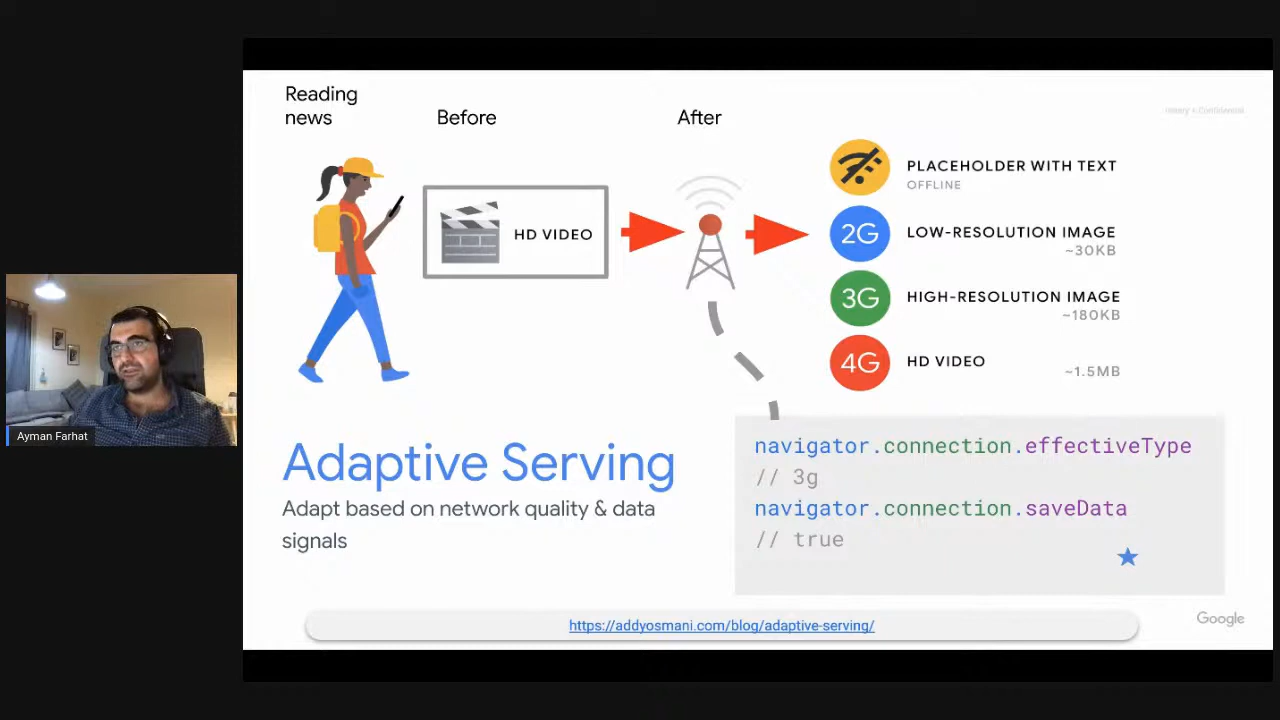 Reading
news
Before
After
HD VIDEO
PLACEHOLDER WITH TEXT
OFFLINE
2G
LOW-RESOLUTION IMAGE
~30KB
3G
HIGH-RESOLUTION IMAGE
~180KB
4G
HD VIDEO
~1.5MB
Ayman Farhat
Adaptive Serving
Adapt based on network quality & data
signals
navigator.connection.effectiveType
// 3g
navigator.connection.saveData
// true
https://addyosmani.com/blog/adaptive-serving/
Google